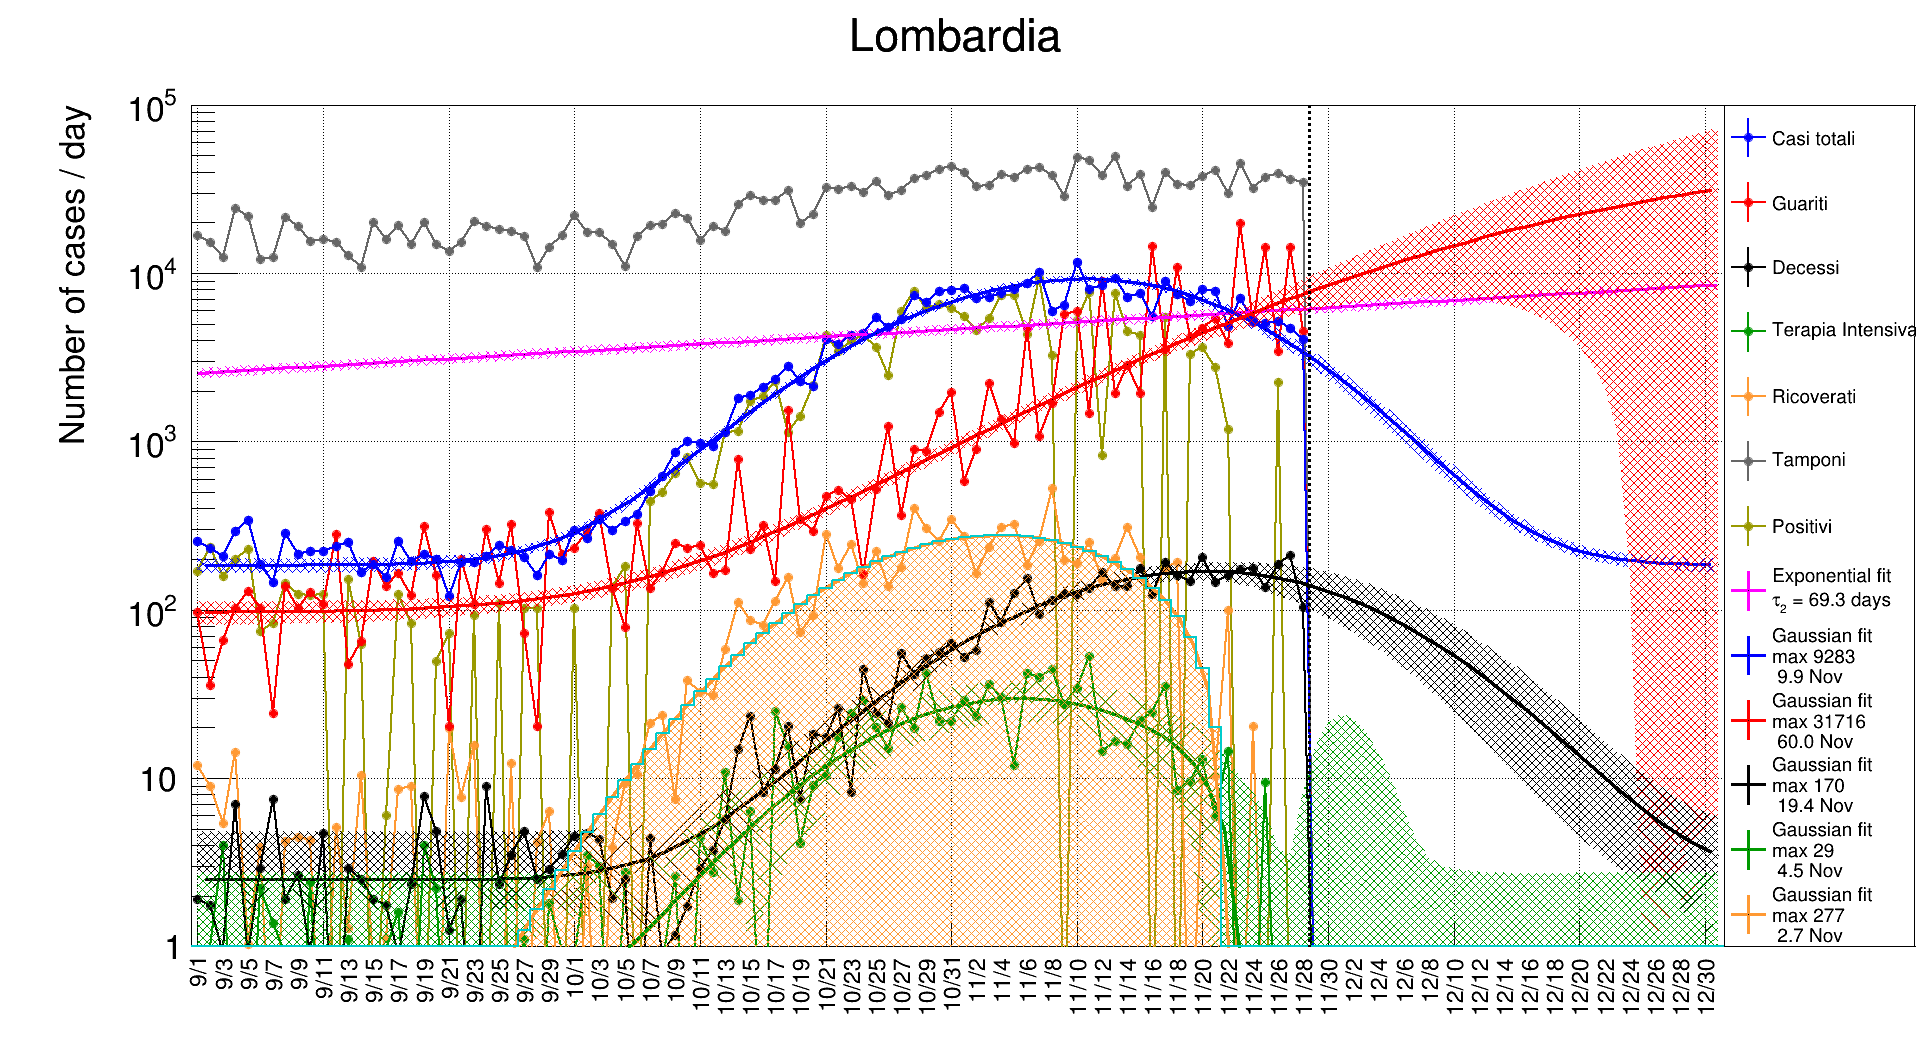 Lombardia
Number of cases / day
10^5
10^4
10^3
10^2
10
1
9/1 9/3 9/5 9/7 9/9 9/11 9/13 9/15 9/17 9/19 9/21 9/23 9/25 9/27 9/29 10/1 10/3 10/5 10/7 10/9 10/11 10/13 10/15 10/17 10/19 10/21 10/23 10/25 10/27 10/29 10/31 11/2 11/4 11/6 11/8 11/10 11/12 11/14 11/16 11/18 11/20 11/22 11/24 11/26 11/28 11/30 12/2 12/4 12/6 12/8 12/10 12/12 12/14 12/16 12/18 12/20 12/22 12/24 12/26 12/28 12/30
Casi totali
Guariti
Decessi
Terapia Intensiva
Ricoverati
Tamponi
Positivi
Exponential fit
τ₂ = 69.3 days
Gaussian fit
max 9283
9.9 Nov
Gaussian fit
max 31716
60.0 Nov
Gaussian fit
max 170
19.4 Nov
Gaussian fit
max 29
4.5 Nov
Gaussian fit
max 277
2.7 Nov